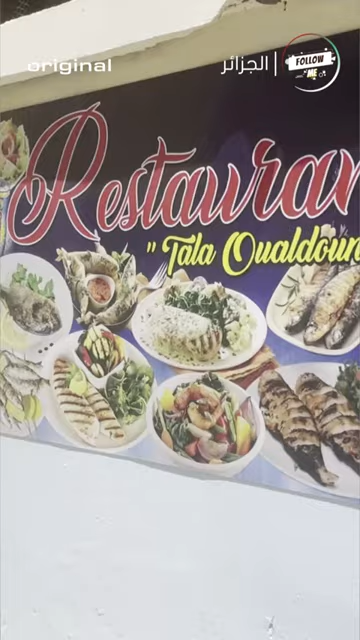 original
الجزائر
FOLLOW
ME
Restauran
" Tala Oualdoun